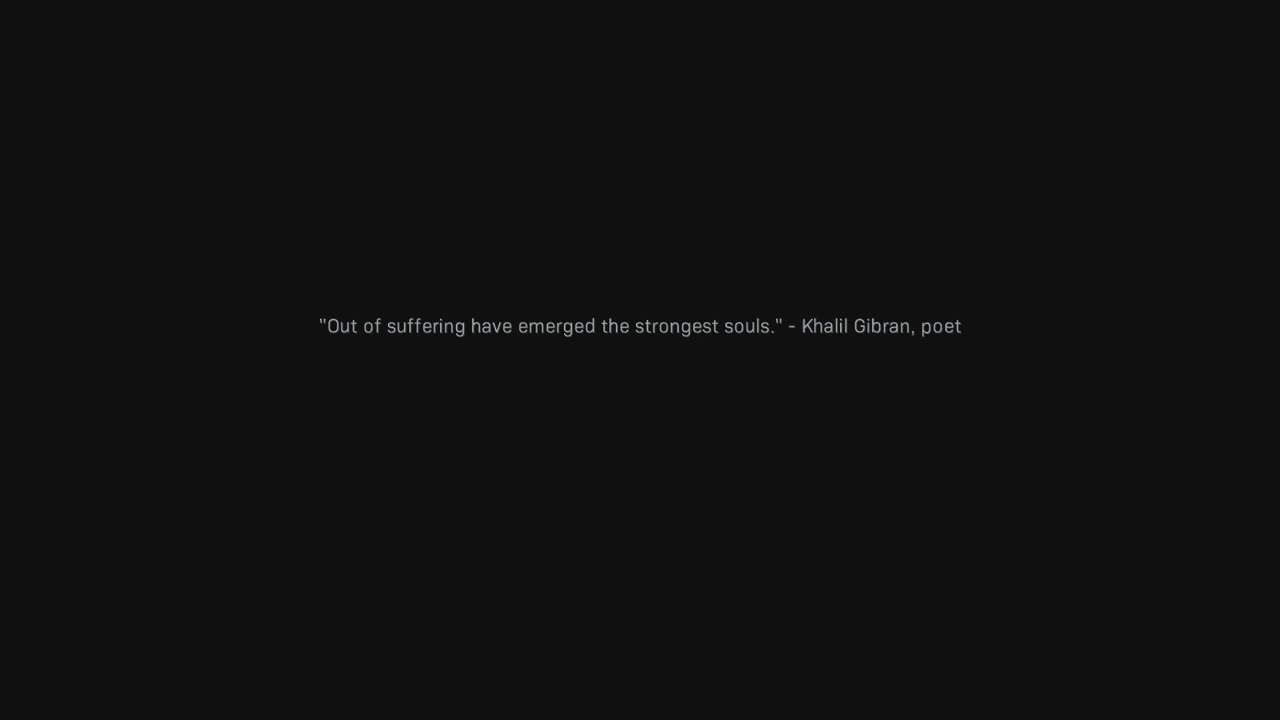 "Out of suffering have emerged the strongest souls." - Khalil Gibran, poet